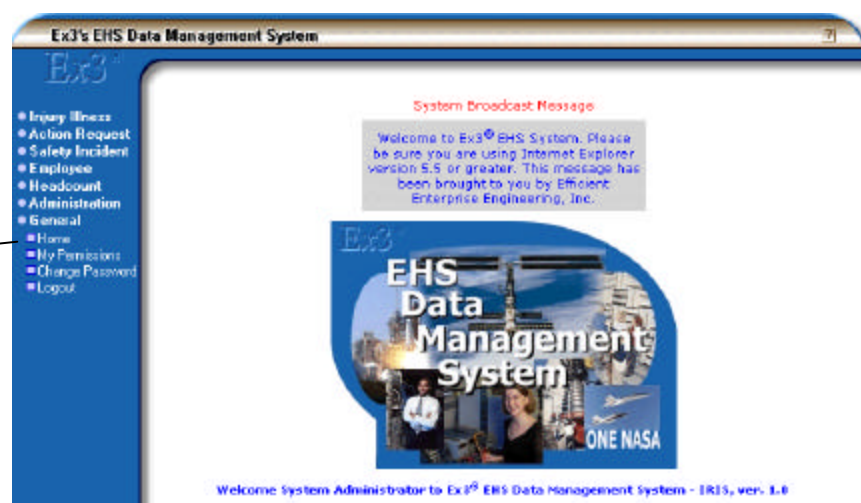 Ex3's EHS Data Management System
?
Ex3™
Injury Illness
Action Request
Safety Incident
Employee
Headcount
Administration
General
Home
My Permissions
Change Password
Logout
System Broadcast Message
Welcome to Ex3® EHS System. Please
be sure you are using Internet Explorer
version 5.5 or greater. This message has
been brought to you by Efficient
Enterprise Engineering, Inc.
Ex3
EHS
Data
Management
System
ONE NASA
Welcome System Administrator to Ex3® EHS Data Management System - IRIS, ver. 1.0